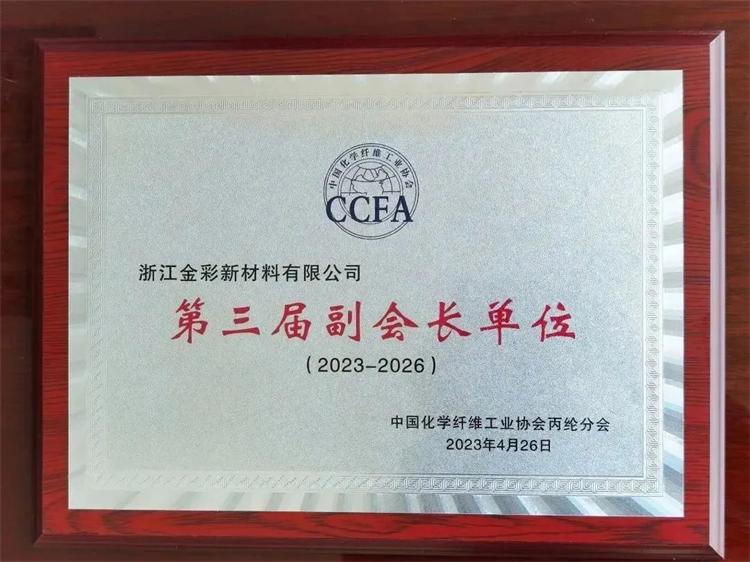 中国化学纤维工业协会
CCFA
浙江金彩新材料有限公司
第三届副会长单位
(2023-2026)
中国化学纤维工业协会丙纶分会
2023年4月26日